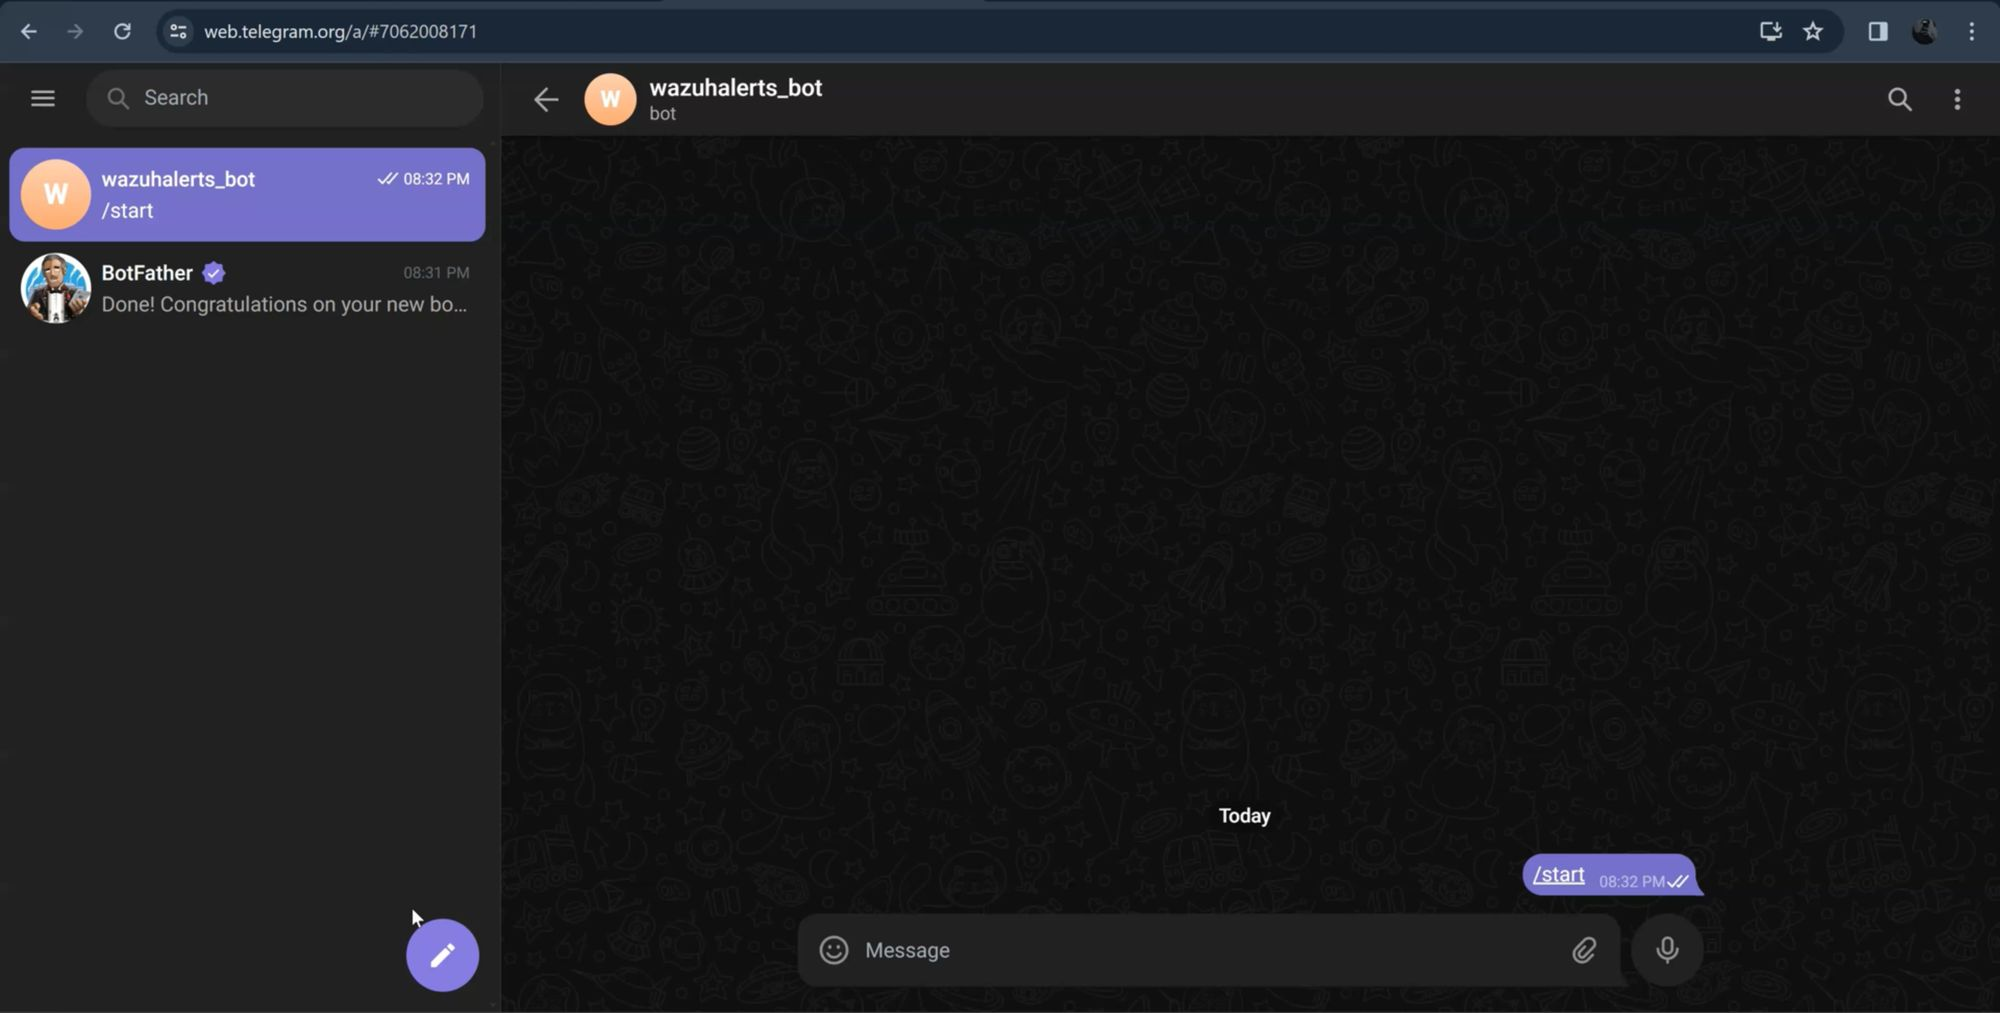 web.telegram.org/a/#7062008171
Search
W
wazuhalerts_bot
bot
W
wazuhalerts_bot
08:32 PM
/start
BotFather
08:31 PM
Done! Congratulations on your new bo...
Today
/start 08:32 PM
Message